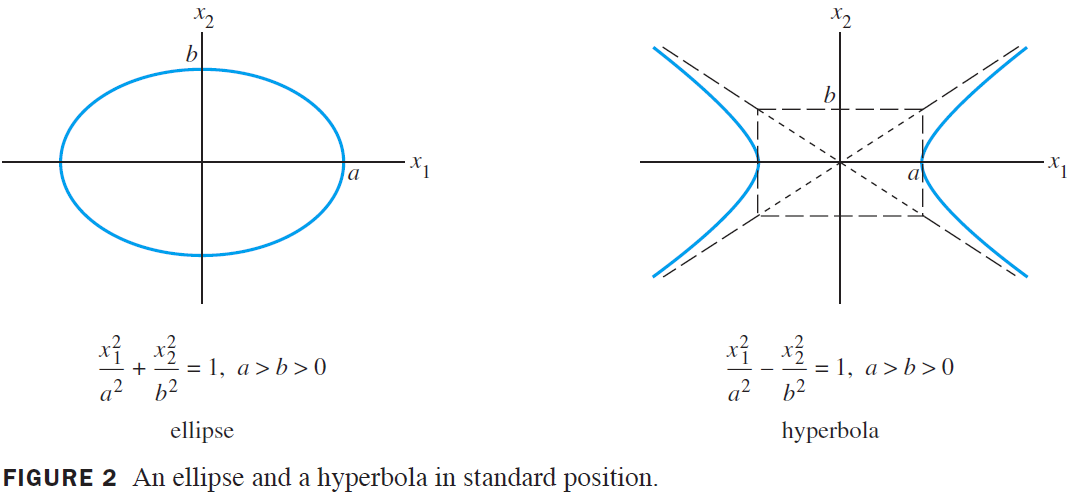 x₂
b
a
x₁
x₁²/a² + x₂²/b² = 1, a > b > 0
ellipse
x₂
b
a
x₁
x₁²/a² − x₂²/b² = 1, a > b > 0
hyperbola
FIGURE 2 An ellipse and a hyperbola in standard position.